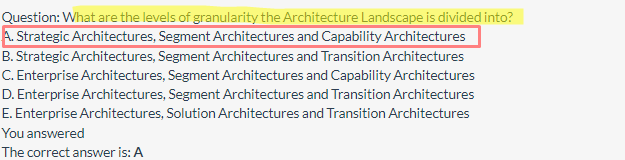 Question: What are the levels of granularity the Architecture Landscape is divided into?
A. Strategic Architectures, Segment Architectures and Capability Architectures
B. Strategic Architectures, Segment Architectures and Transition Architectures
C. Enterprise Architectures, Segment Architectures and Capability Architectures
D. Enterprise Architectures, Segment Architectures and Transition Architectures
E. Enterprise Architectures, Solution Architectures and Transition Architectures
You answered
The correct answer is: A